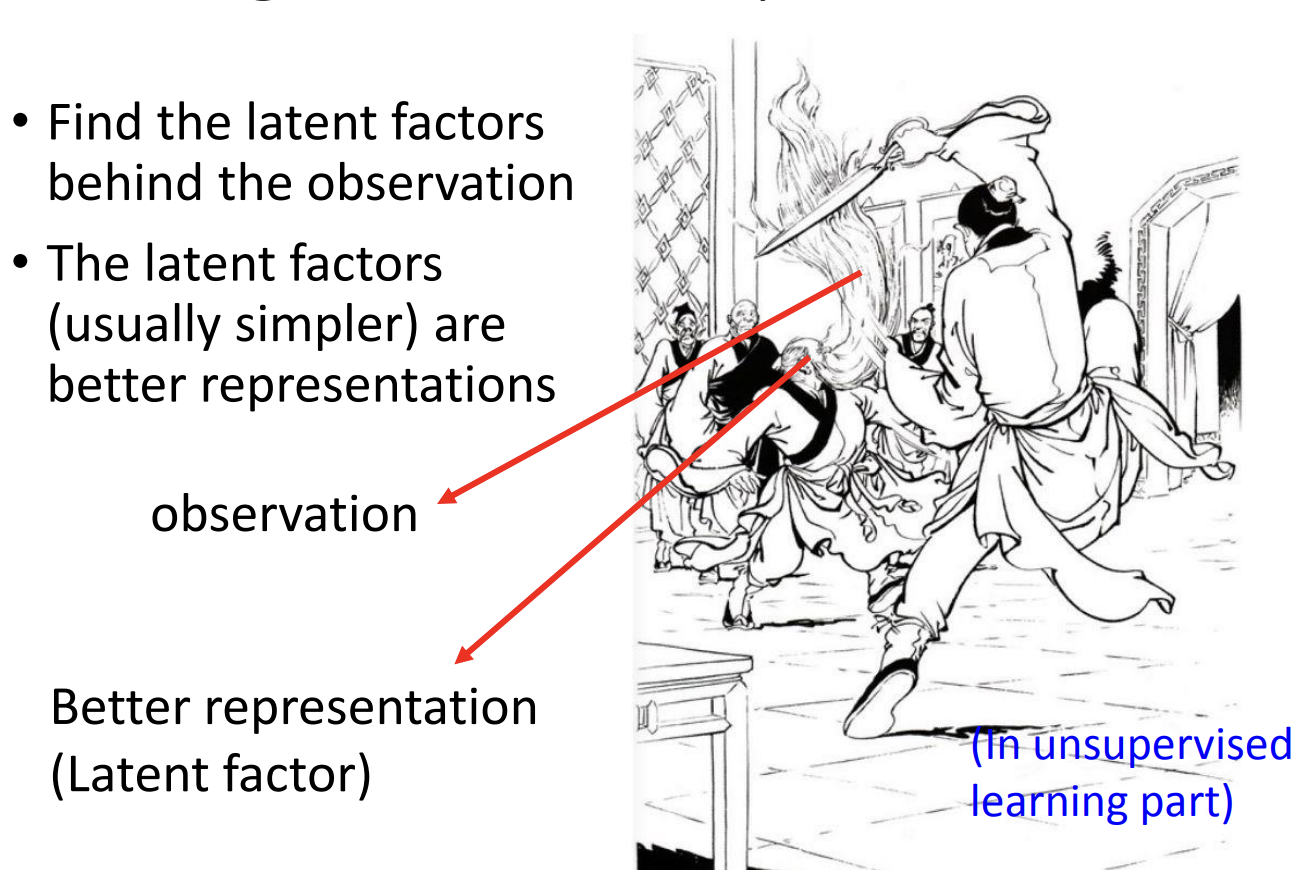 • Find the latent factors
behind the observation
• The latent factors
(usually simpler) are
better representations
observation
Better representation
(Latent factor)
(In unsupervised
learning part)